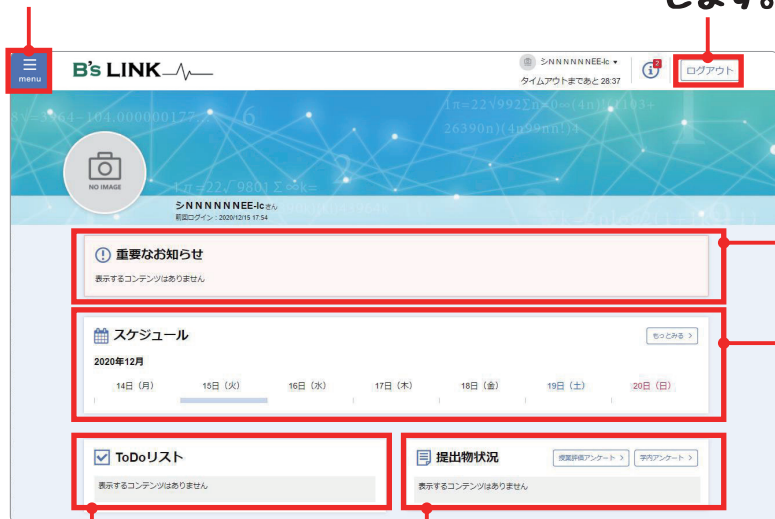 します。
menu
B's LINK
シNNNNNNEE-Ic ▾
タイムアウトまであと 28:37
2
ログアウト
NO IMAGE
シNNNNNNEE-Icさん
前回ログイン : 2020/12/15 17:54
重要なお知らせ
表示するコンテンツはありません
スケジュール
もっとみる >
2020年12月
14日 (月) 15日 (火) 16日 (水) 17日 (木) 18日 (金) 19日 (土) 20日 (日)
ToDoリスト
表示するコンテンツはありません
提出物状況
授業評価アンケート >
学内アンケート >
表示するコンテンツはありません